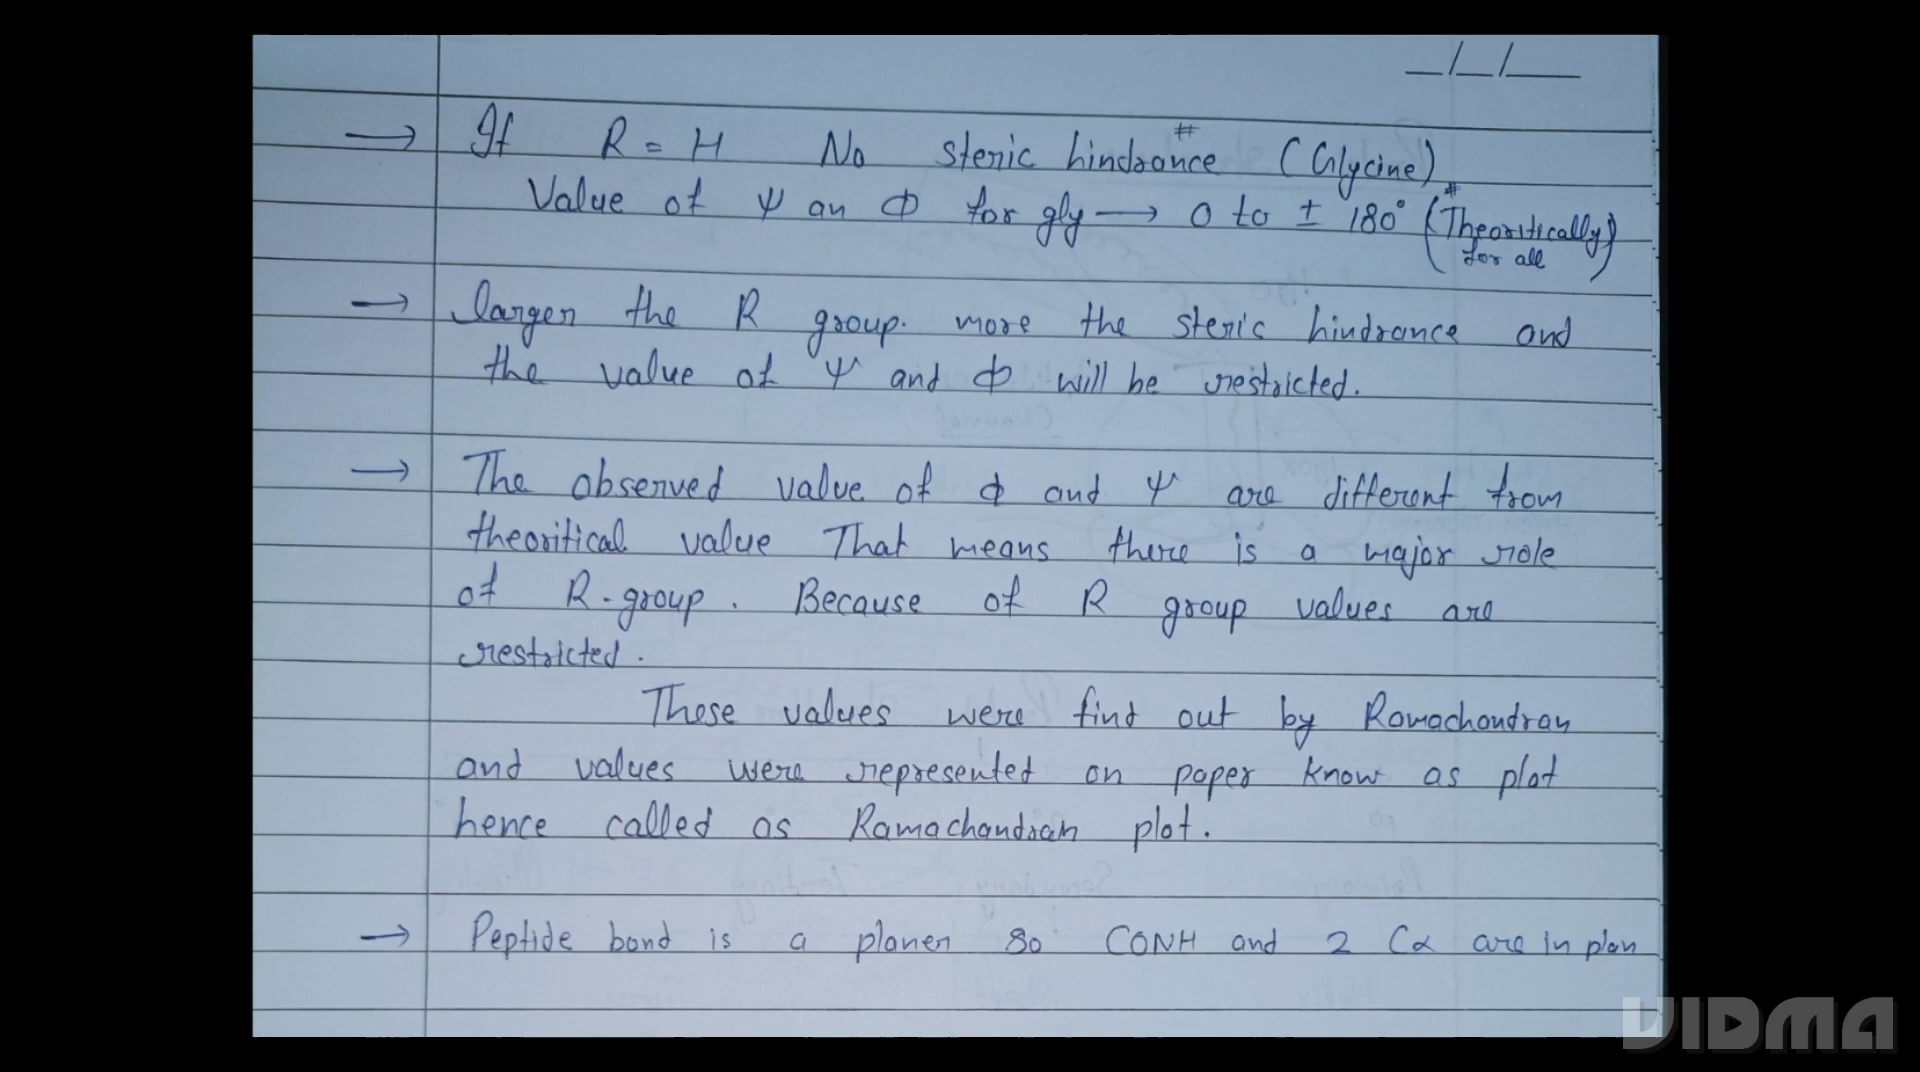 _/_/__
→ If R = H No steric hindrance # (Glycine)
Value of Ψ an Φ for gly → 0 to ± 180° (Theoritically #
for all)
→ larger the R group. more the steric hindrance and
the value of Ψ and Φ will be restricted.
→ The observed value of Φ and Ψ are different from
theoritical value That means there is a major role
of R-group. Because of R group values are
restricted.
These values were find out by Ramachandran
and values were represented on paper know as plot
hence called as Ramachandran plot.
→ Peptide bond is a planer so CONH and 2 Cα are in plan
VIDMA